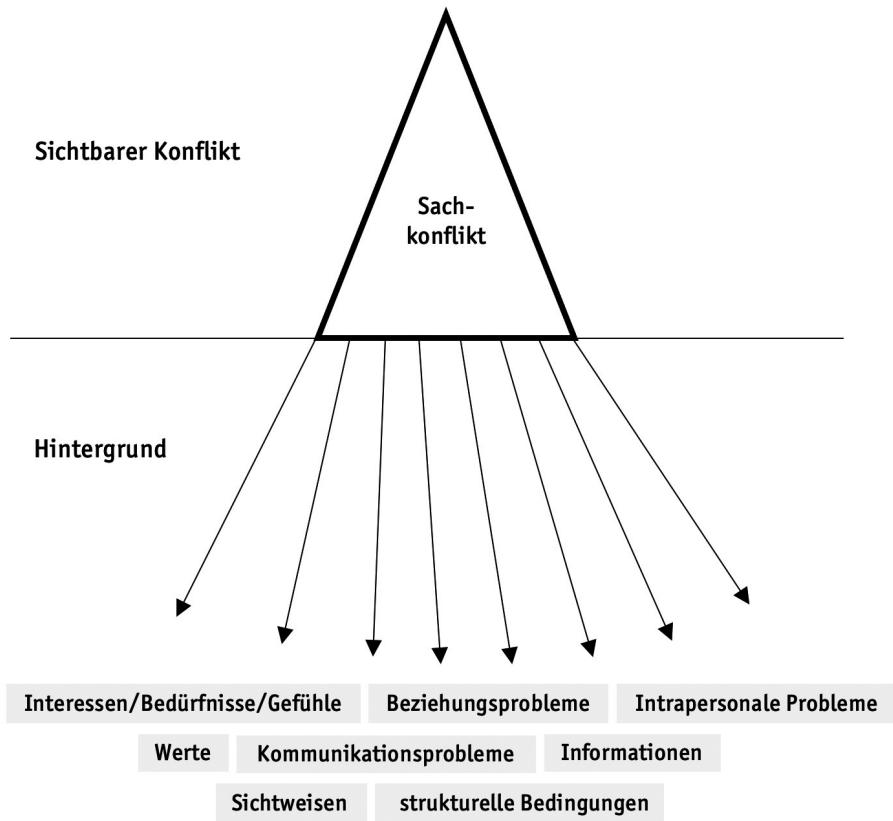 Sichtbarer Konflikt
Sach-
konflikt
Hintergrund
Interessen/Bedürfnisse/Gefühle
Beziehungsprobleme
Intrapersonale Probleme
Werte
Kommunikationsprobleme
Informationen
Sichtweisen
strukturelle Bedingungen